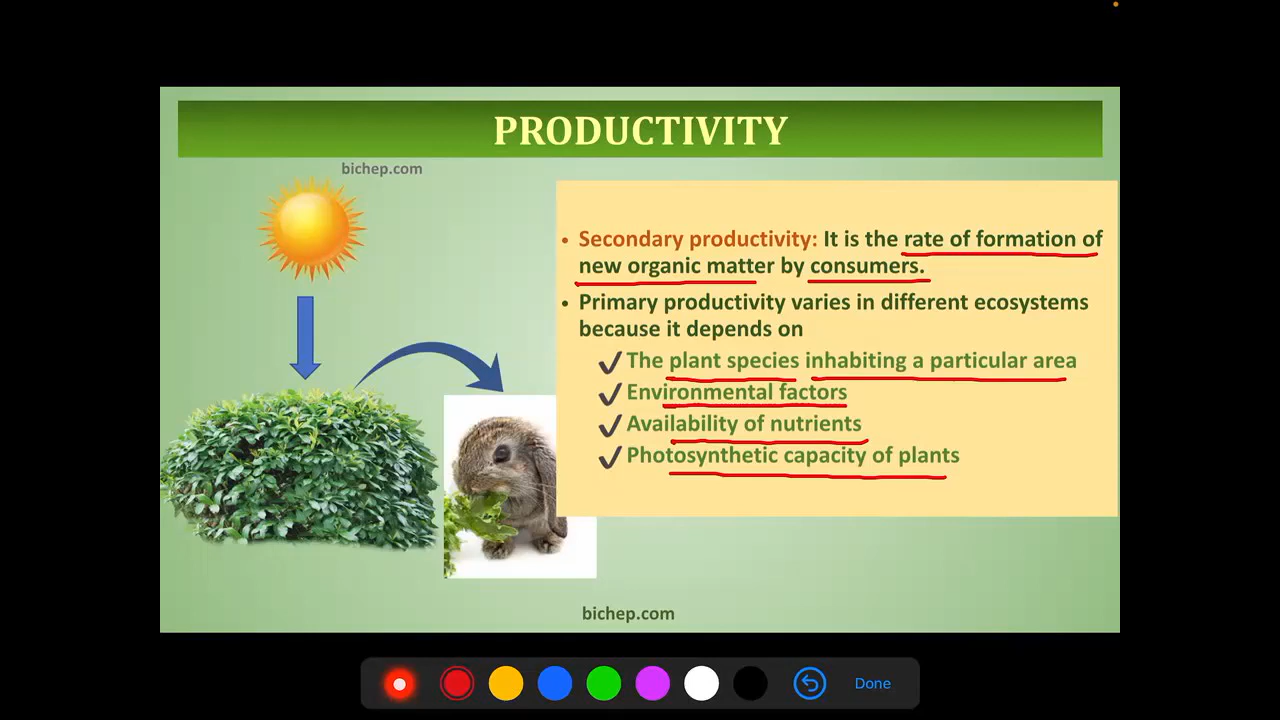 PRODUCTIVITY
bichep.com
• Secondary productivity: It is the rate of formation of
new organic matter by consumers.
• Primary productivity varies in different ecosystems
because it depends on
✔ The plant species inhabiting a particular area
✔ Environmental factors
✔ Availability of nutrients
✔ Photosynthetic capacity of plants
bichep.com
Done